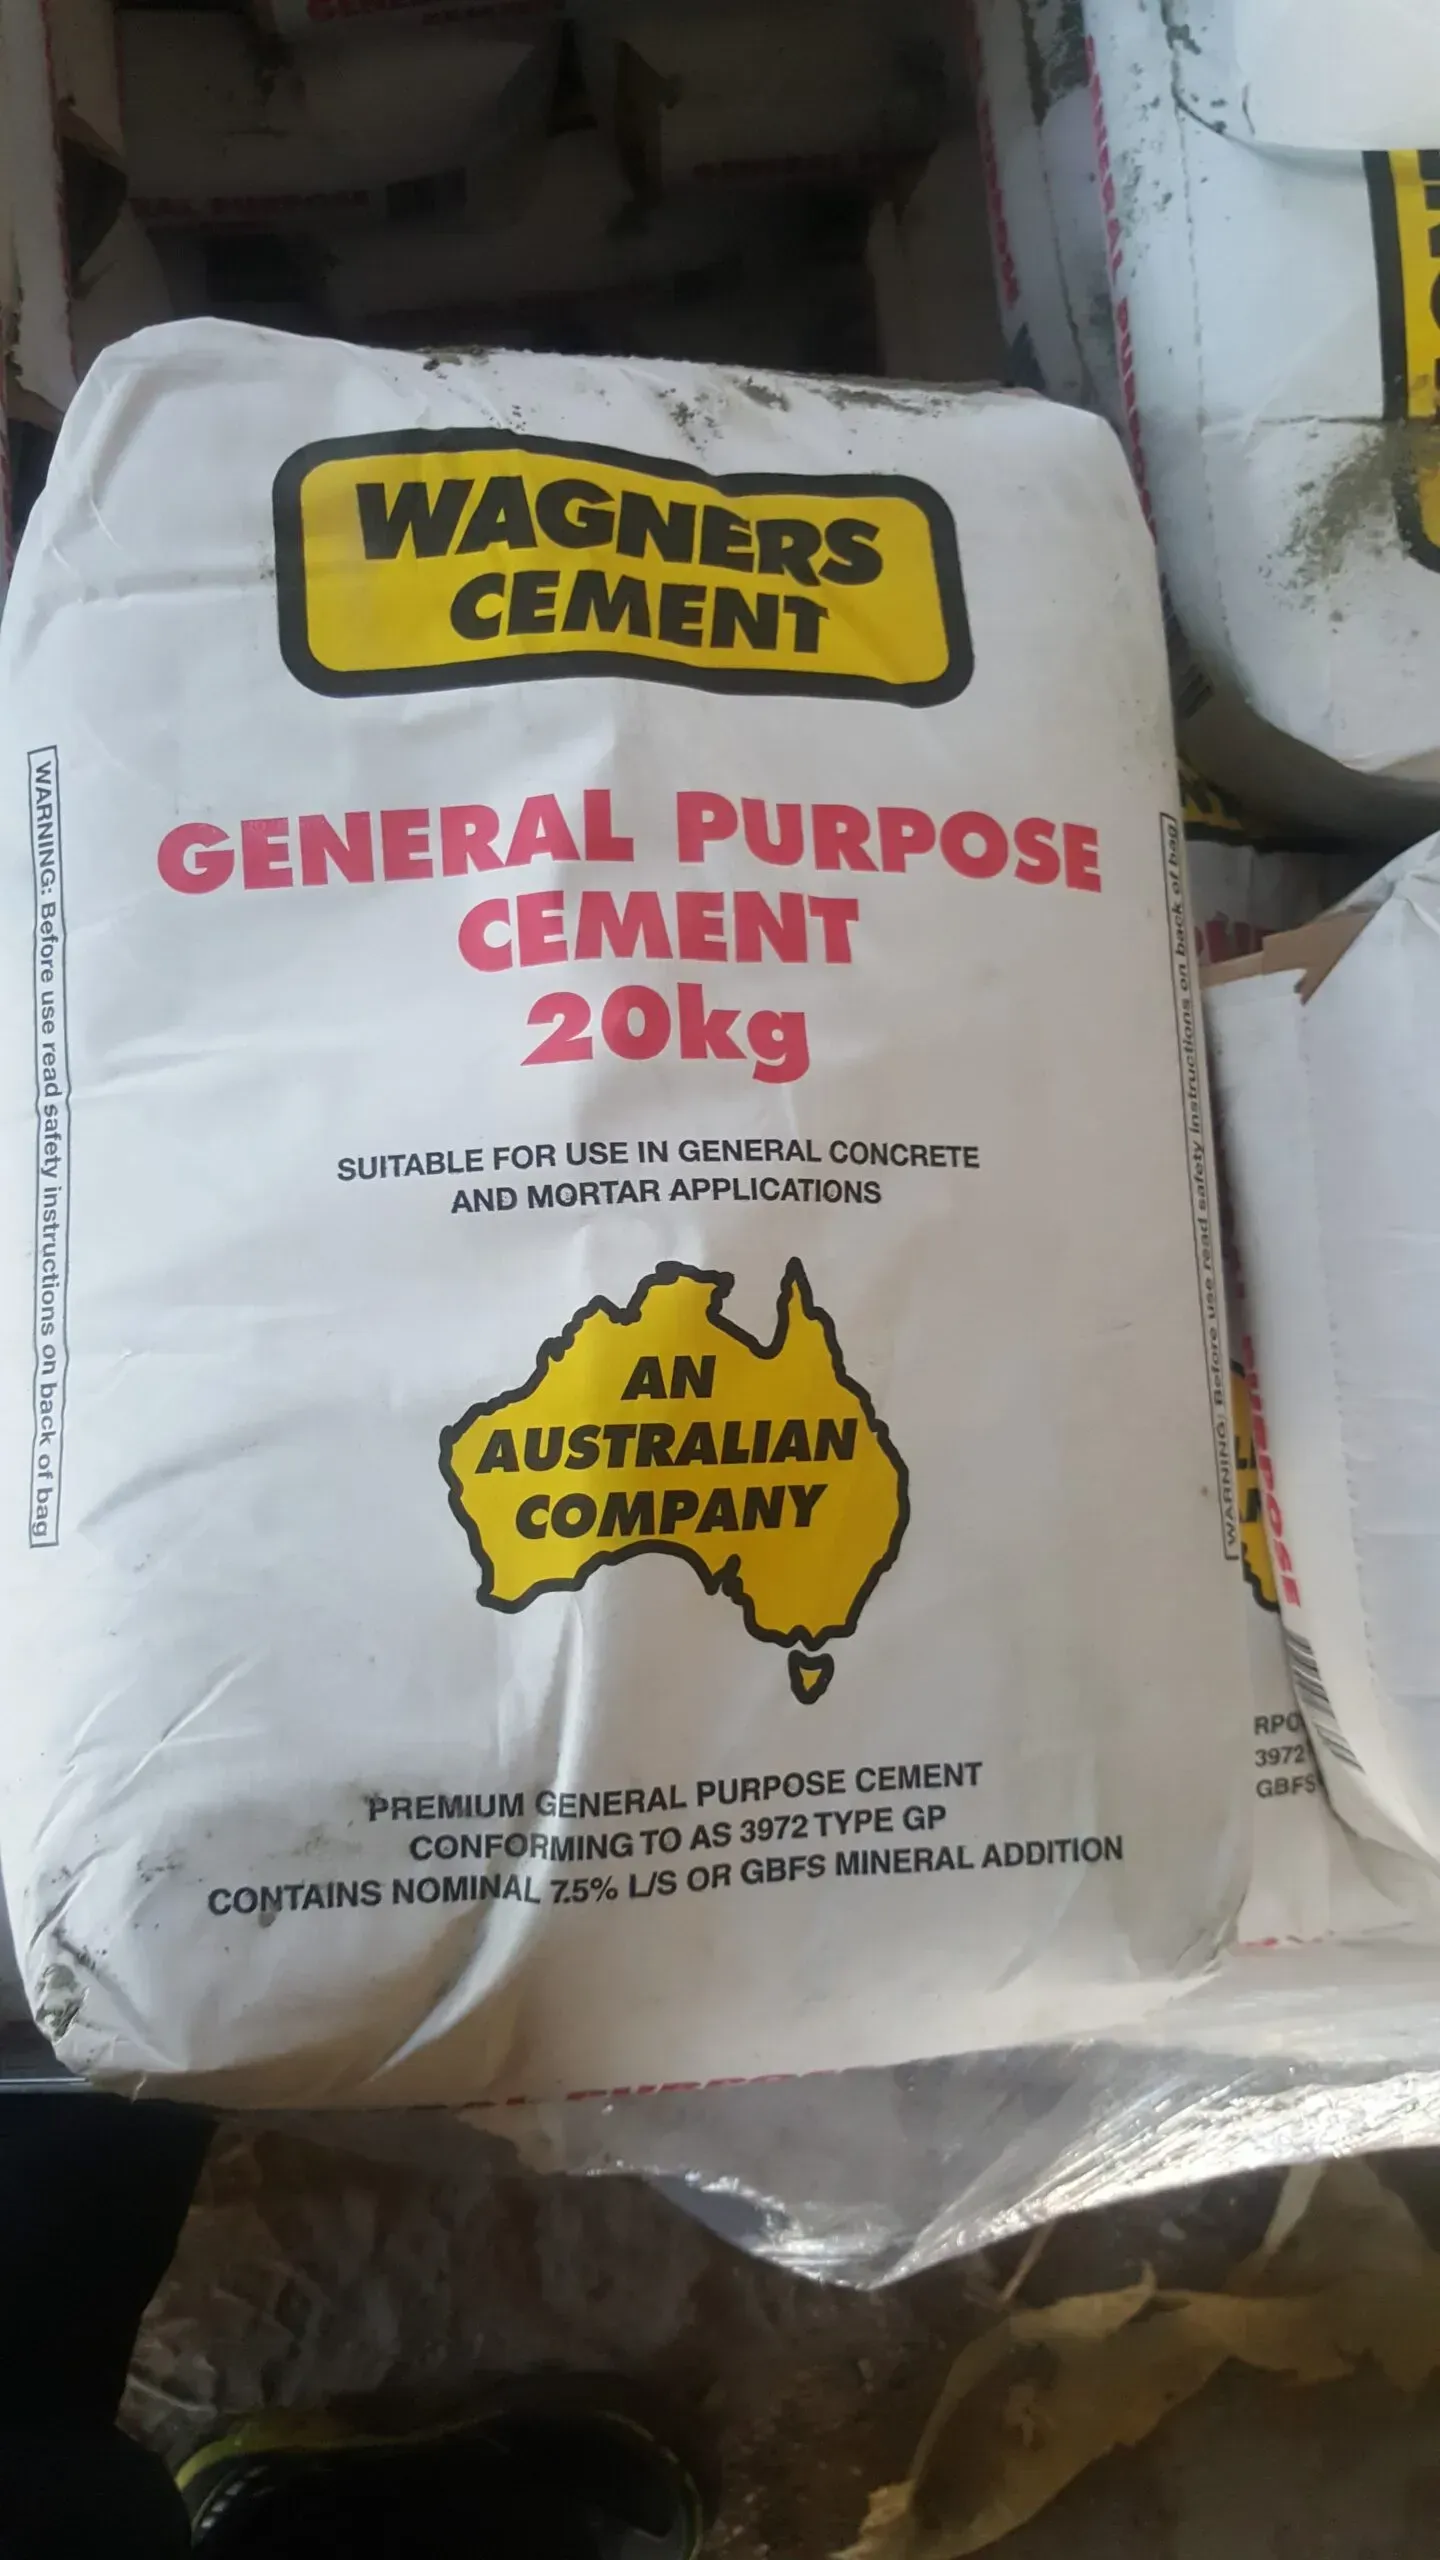 WAGNERS
CEMENT
GENERAL PURPOSE
CEMENT
20kg
SUITABLE FOR USE IN GENERAL CONCRETE
AND MORTAR APPLICATIONS
AN
AUSTRALIAN
COMPANY
PREMIUM GENERAL PURPOSE CEMENT
CONFORMING TO AS 3972 TYPE GP
CONTAINS NOMINAL 7.5% L/S OR GBFS MINERAL ADDITION
WARNING: Before use read safety instructions on back of bag
WARNING: Before use read safety instructions on back of bag
3972
GBFS